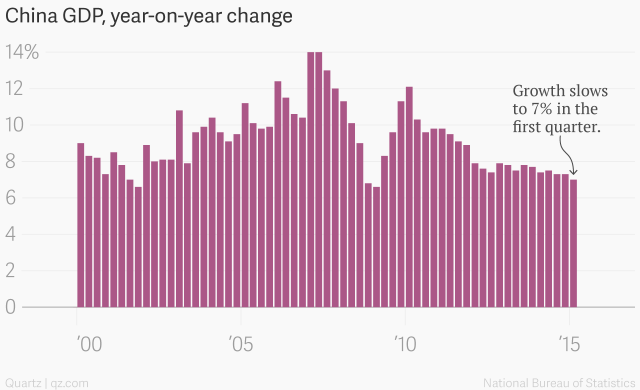 China GDP, year-on-year change
14%
12
10
8
6
4
2
0
Growth slows
to 7% in the
first quarter.
’00
’05
’10
’15
Quartz | qz.com
National Bureau of Statistics